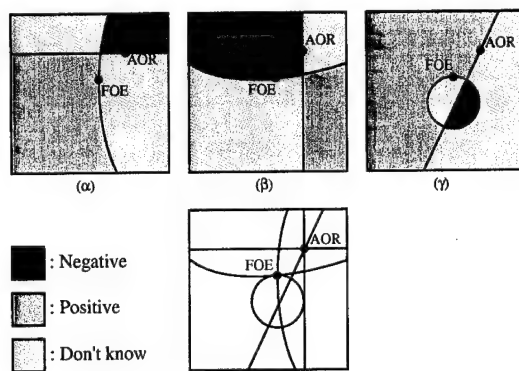 AOR
FOE
(α)
AOR
FOE
(β)
AOR
FOE
(γ)
AOR
FOE
: Negative
: Positive
: Don't know